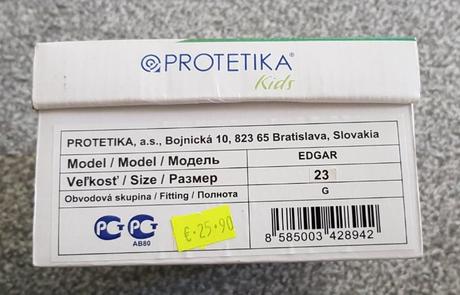 PROTETIKA®
Kids
PROTETIKA, a.s., Bojnická 10, 823 65 Bratislava, Slovakia
Model / Model / Модель EDGAR
Veľkosť / Size / Размер 23
Obvodová skupina / Fitting / Полнота G
€·25·90
AB80
8 585003 428942